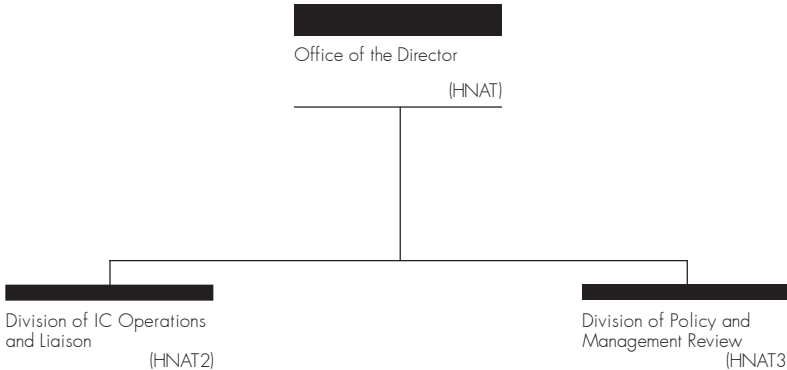 Office of the Director
(HNAT)
Division of IC Operations
and Liaison
(HNAT2)
Division of Policy and
Management Review
(HNAT3